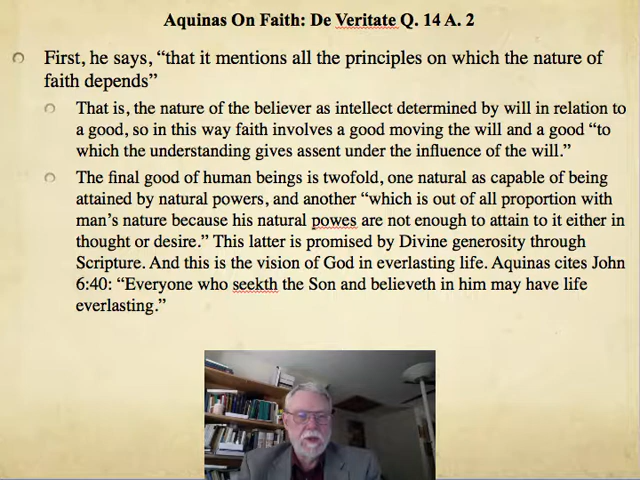 Aquinas On Faith: De Veritate Q. 14 A. 2
First, he says, “that it mentions all the principles on which the nature of
faith depends”
That is, the nature of the believer as intellect determined by will in relation to
a good, so in this way faith involves a good moving the will and a good “to
which the understanding gives assent under the influence of the will.”
The final good of human beings is twofold, one natural as capable of being
attained by natural powers, and another “which is out of all proportion with
man’s nature because his natural powes are not enough to attain to it either in
thought or desire.” This latter is promised by Divine generosity through
Scripture. And this is the vision of God in everlasting life. Aquinas cites John
6:40: “Everyone who seekth the Son and believeth in him may have life
everlasting.”